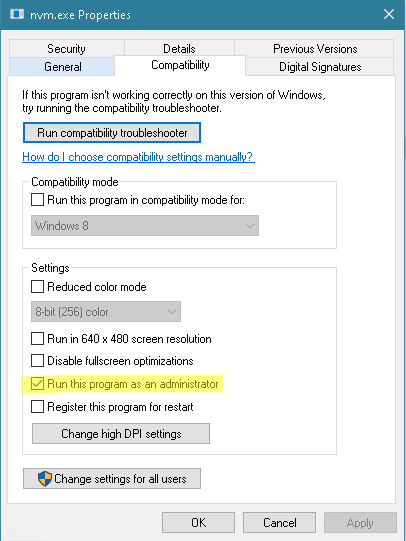 nvm.exe Properties
Security Details Previous Versions
General Compatibility Digital Signatures
If this program isn't working correctly on this version of Windows,
try running the compatibility troubleshooter.
Run compatibility troubleshooter
How do I choose compatibility settings manually?
Compatibility mode
Run this program in compatibility mode for:
Windows 8
Settings
Reduced color mode
8-bit (256) color
Run in 640 x 480 screen resolution
Disable fullscreen optimizations
Run this program as an administrator
Register this program for restart
Change high DPI settings
Change settings for all users
OK Cancel Apply